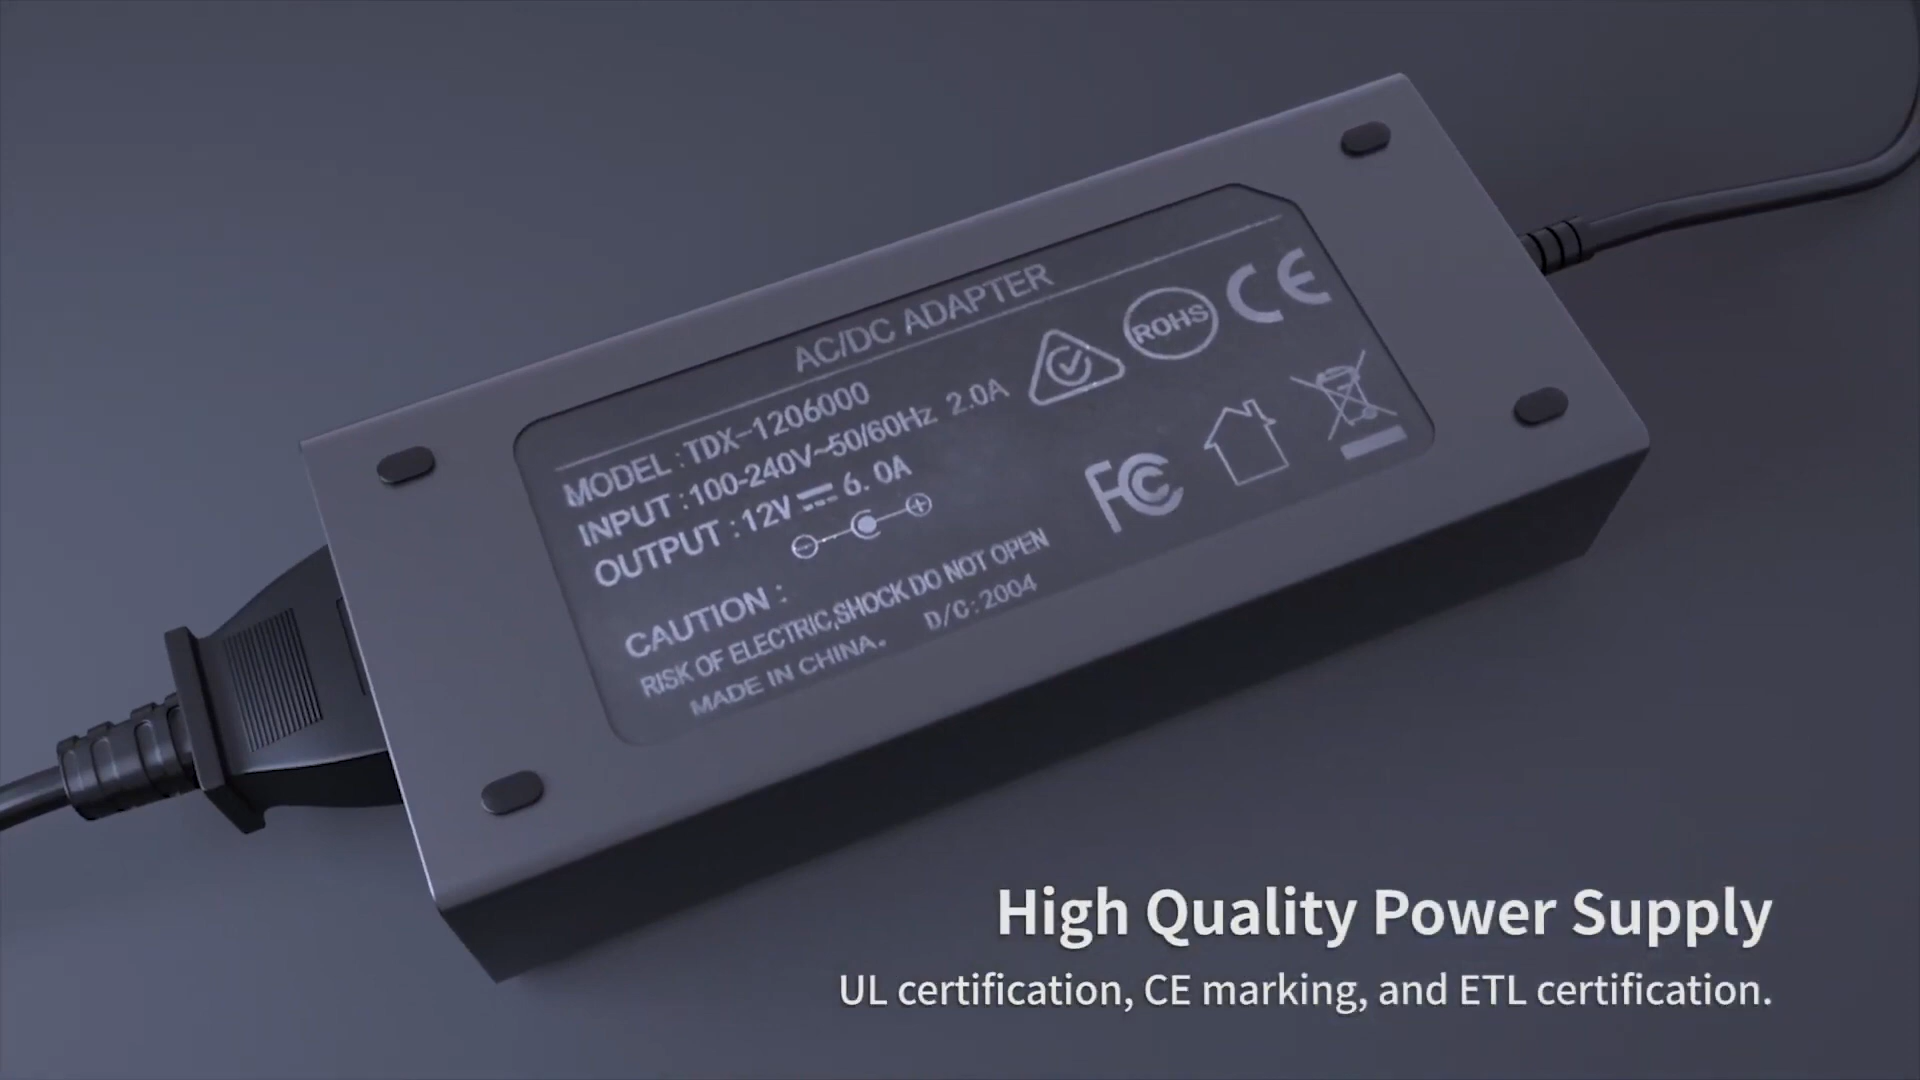 AC/DC ADAPTER
MODEL : TDX-1206000
INPUT : 100-240V~50/60Hz 2.0A
OUTPUT : 12V ⎓ 6.0A
CAUTION :
RISK OF ELECTRIC,SHOCK DO NOT OPEN
MADE IN CHINA. D/C:2004
ROHS
CE
FC
High Quality Power Supply
UL certification, CE marking, and ETL certification.